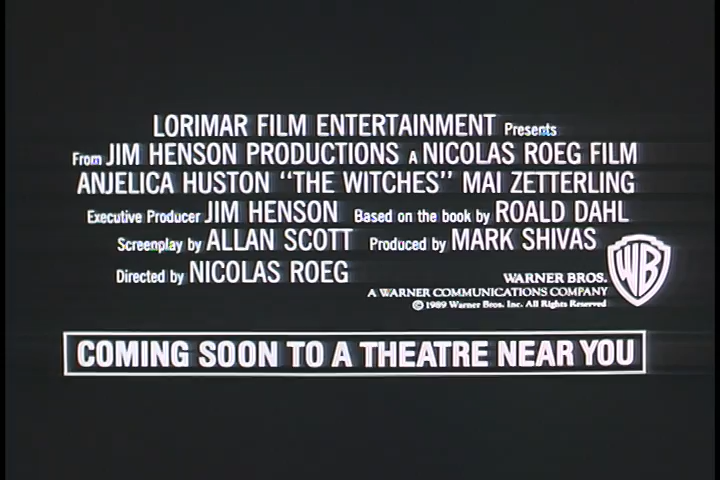 LORIMAR FILM ENTERTAINMENT Presents
From JIM HENSON PRODUCTIONS A NICOLAS ROEG FILM
ANJELICA HUSTON "THE WITCHES" MAI ZETTERLING
Executive Producer JIM HENSON Based on the book by ROALD DAHL
Screenplay by ALLAN SCOTT Produced by MARK SHIVAS
Directed by NICOLAS ROEG
WB
WARNER BROS.
A WARNER COMMUNICATIONS COMPANY
© 1989 Warner Bros. Inc. All Rights Reserved
COMING SOON TO A THEATRE NEAR YOU